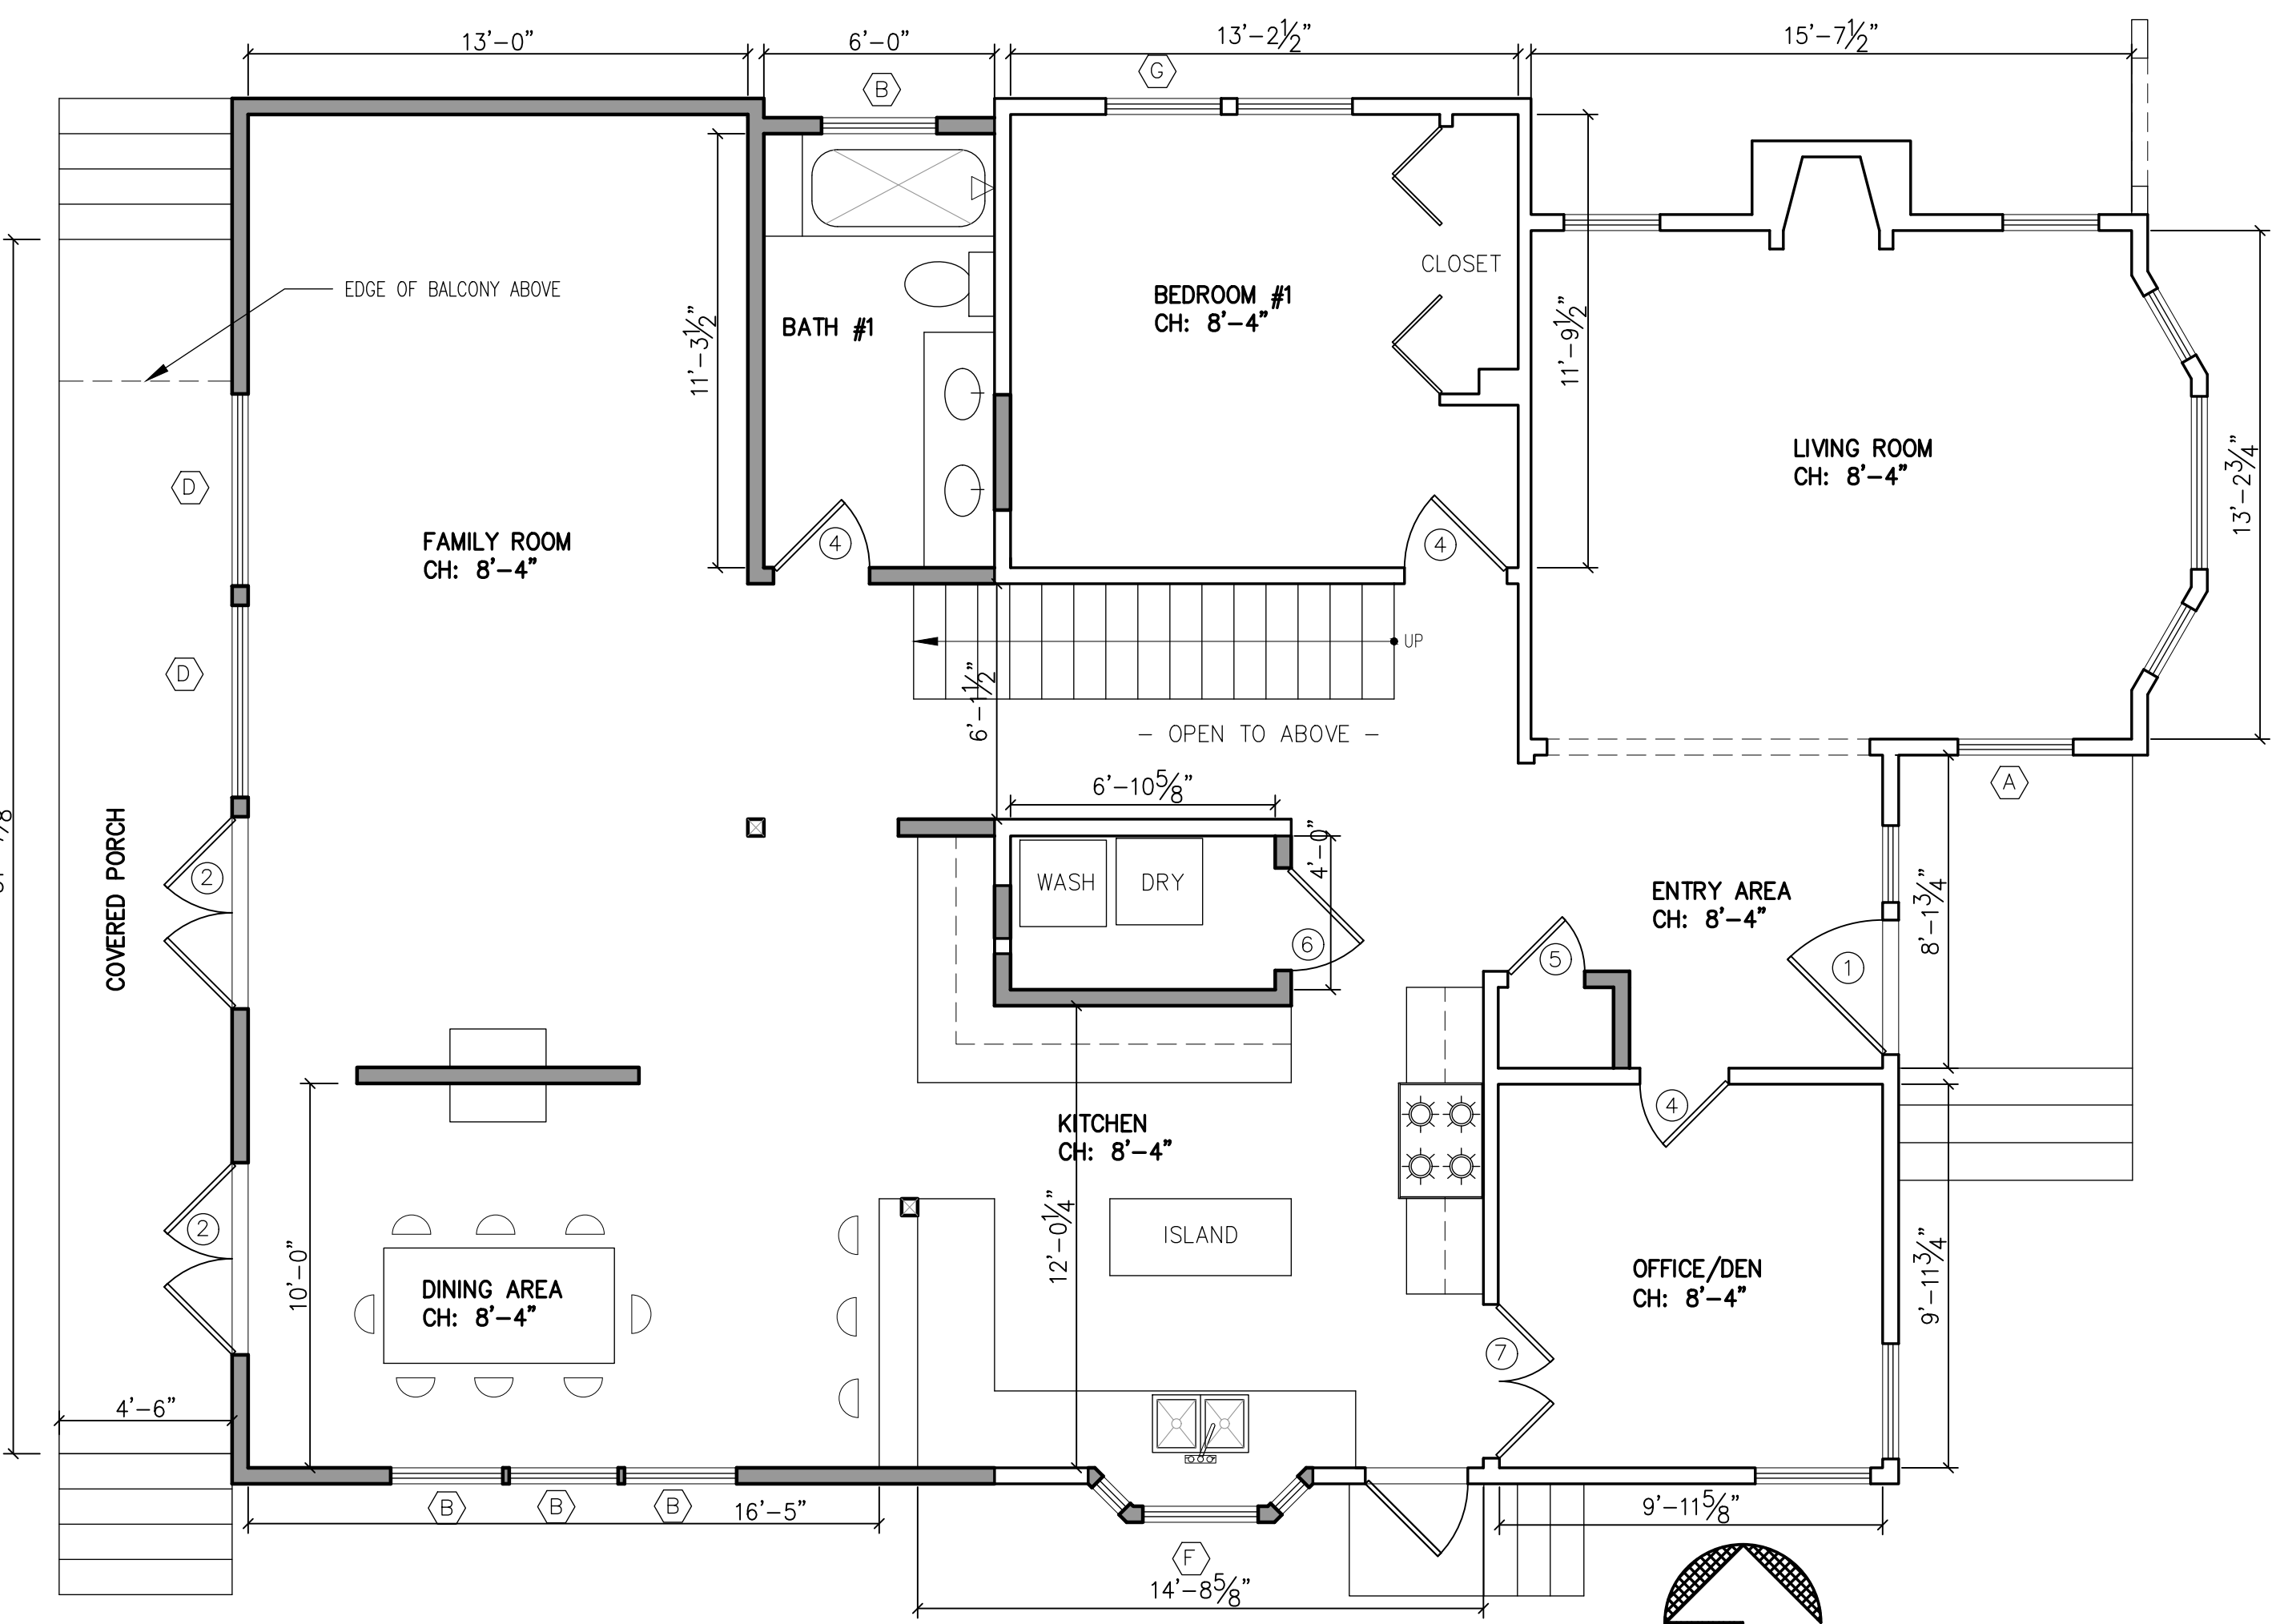 13'-0"
6'-0"
13'-2½"
15'-7½"
B
G
EDGE OF BALCONY ABOVE
11'-3½"
BATH #1
BEDROOM #1
CH: 8'-4"
CLOSET
11'-9½"
LIVING ROOM
CH: 8'-4"
13'-2¾"
D
FAMILY ROOM
CH: 8'-4"
4
4
D
UP
6'-1½"
- OPEN TO ABOVE -
A
6'-10⅝"
COVERED PORCH
2
WASH
DRY
4'-0"
6
ENTRY AREA
CH: 8'-4"
8'-1¾"
5
1
KITCHEN
CH: 8'-4"
4
2
10'-0"
DINING AREA
CH: 8'-4"
12'-0¼"
ISLAND
OFFICE/DEN
CH: 8'-4"
9'-11¾"
7
4'-6"
B
B
B
16'-5"
9'-11⅝"
F
14'-8⅝"